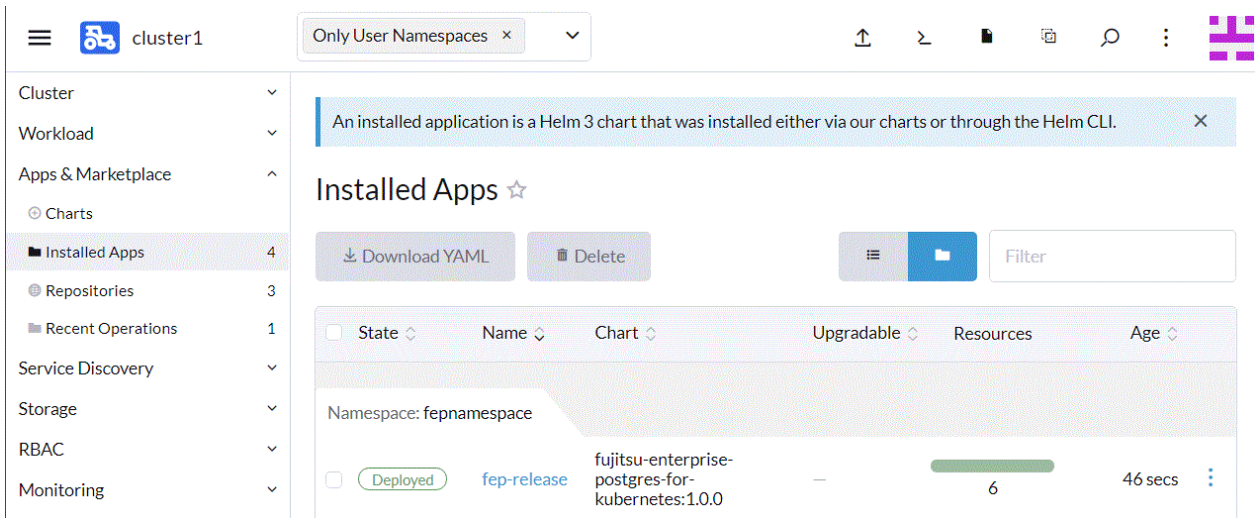 cluster1
Only User Namespaces ×
Cluster
Workload
Apps & Marketplace
Charts
Installed Apps 4
Repositories 3
Recent Operations 1
Service Discovery
Storage
RBAC
Monitoring
An installed application is a Helm 3 chart that was installed either via our charts or through the Helm CLI.
Installed Apps
Download YAML
Delete
Filter
State Name Chart Upgradable Resources Age
Namespace: fepnamespace
Deployed fep-release fujitsu-enterprise-
postgres-for-
kubernetes:1.0.0
— 6 46 secs